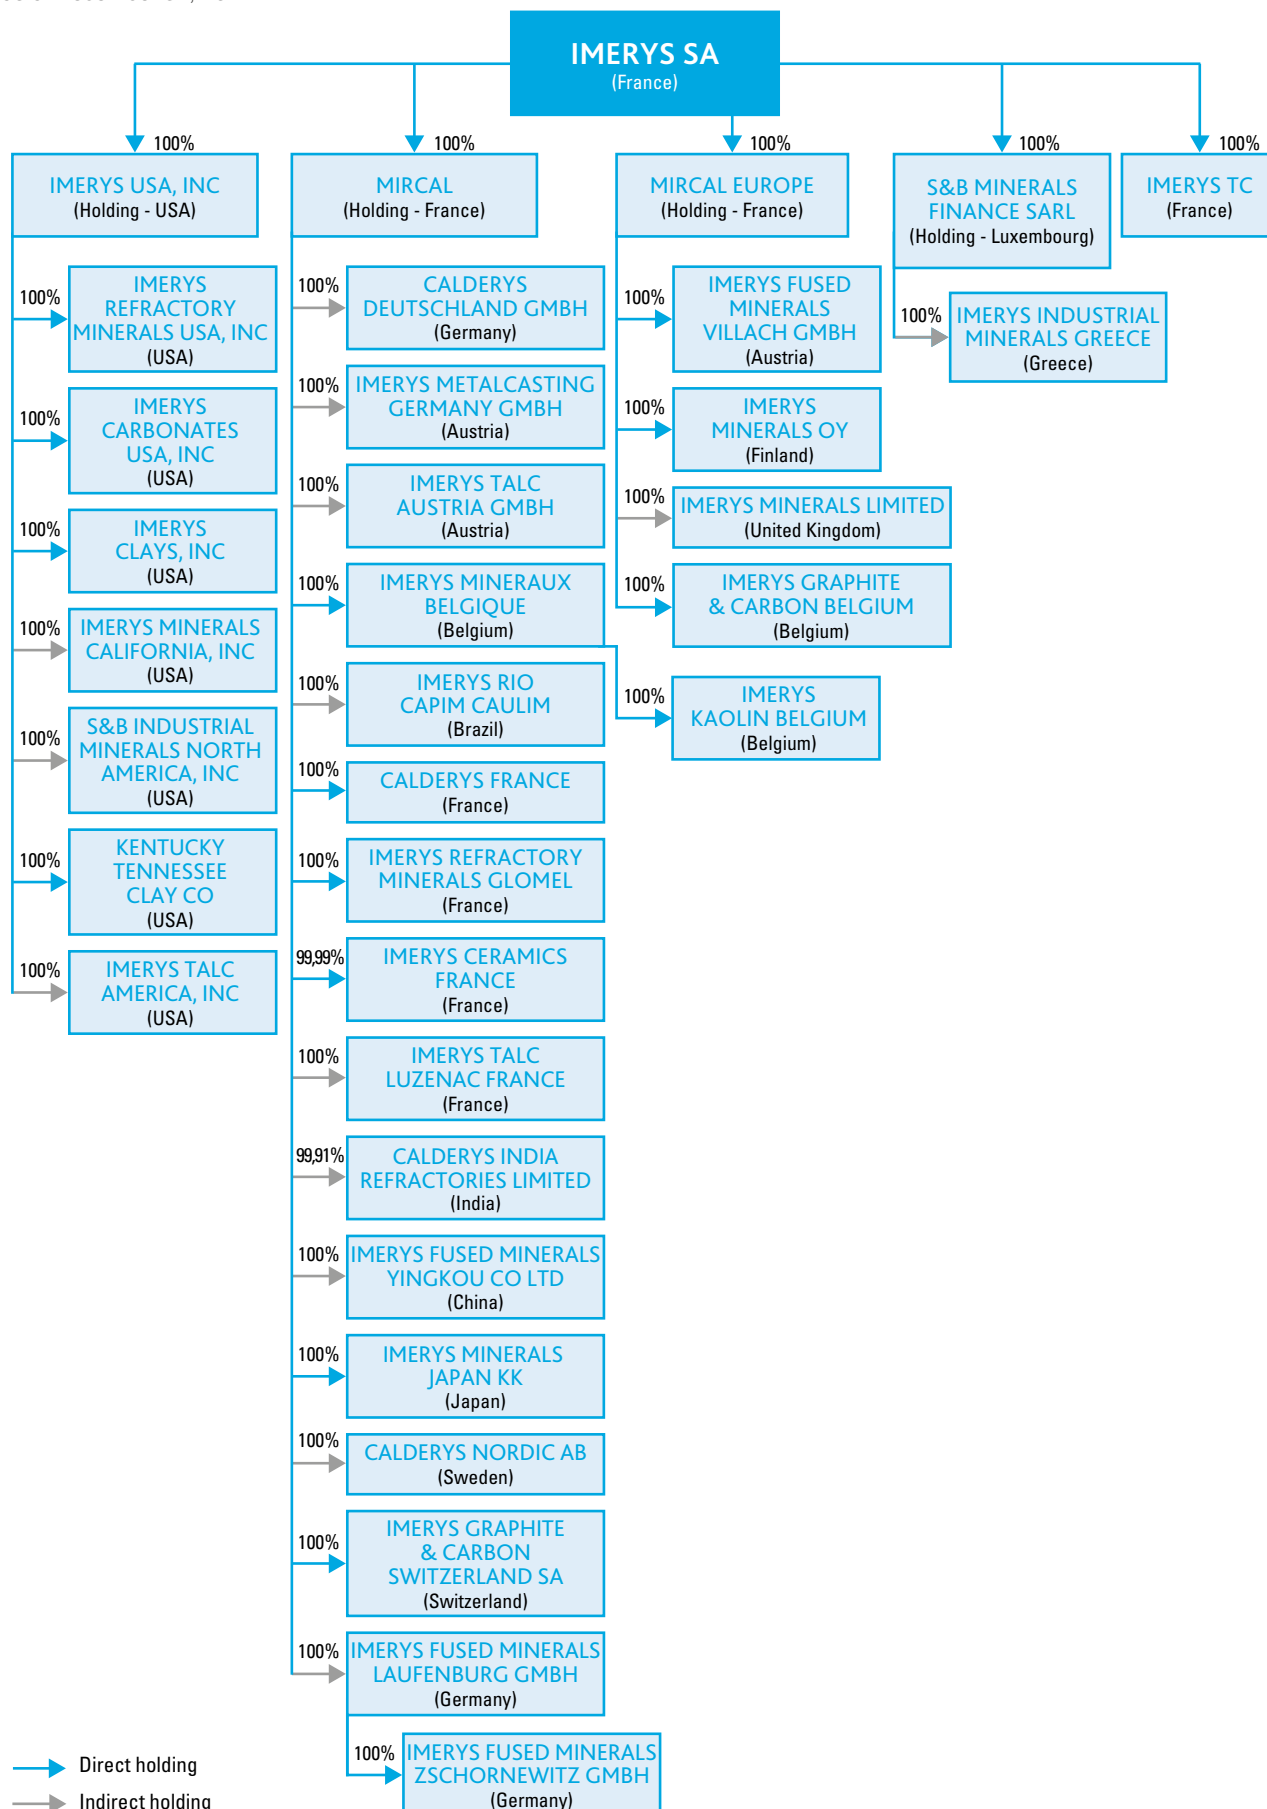 IMERYS SA
(France)
100%
IMERYS USA, INC
(Holding - USA)
100%
IMERYS
REFRACTORY
MINERALS USA, INC
(USA)
100%
IMERYS
CARBONATES
USA, INC
(USA)
100%
IMERYS
CLAYS, INC
(USA)
100%
IMERYS MINERALS
CALIFORNIA, INC
(USA)
100%
S&B INDUSTRIAL
MINERALS NORTH
AMERICA, INC
(USA)
100%
KENTUCKY
TENNESSEE
CLAY CO
(USA)
100%
IMERYS TALC
AMERICA, INC
(USA)
100%
MIRCAL
(Holding - France)
100%
CALDERYS
DEUTSCHLAND GMBH
(Germany)
100%
IMERYS METALCASTING
GERMANY GMBH
(Austria)
100%
IMERYS TALC
AUSTRIA GMBH
(Austria)
100%
IMERYS MINERAUX
BELGIQUE
(Belgium)
100%
IMERYS RIO
CAPIM CAULIM
(Brazil)
100%
CALDERYS FRANCE
(France)
100%
IMERYS REFRACTORY
MINERALS GLOMEL
(France)
99,99%
IMERYS CERAMICS
FRANCE
(France)
100%
IMERYS TALC
LUZENAC FRANCE
(France)
99,91%
CALDERYS INDIA
REFRACTORIES LIMITED
(India)
100%
IMERYS FUSED MINERALS
YINGKOU CO LTD
(China)
100%
IMERYS MINERALS
JAPAN KK
(Japan)
100%
CALDERYS NORDIC AB
(Sweden)
100%
IMERYS GRAPHITE
& CARBON
SWITZERLAND SA
(Switzerland)
100%
IMERYS FUSED MINERALS
LAUFENBURG GMBH
(Germany)
100%
IMERYS FUSED MINERALS
ZSCHORNEWITZ GMBH
(Germany)
100%
MIRCAL EUROPE
(Holding - France)
100%
IMERYS FUSED
MINERALS
VILLACH GMBH
(Austria)
100%
IMERYS
MINERALS OY
(Finland)
100%
IMERYS MINERALS LIMITED
(United Kingdom)
100%
IMERYS GRAPHITE
& CARBON BELGIUM
(Belgium)
100%
IMERYS
KAOLIN BELGIUM
(Belgium)
100%
S&B MINERALS
FINANCE SARL
(Holding - Luxembourg)
100%
IMERYS INDUSTRIAL
MINERALS GREECE
(Greece)
100%
IMERYS TC
(France)
Direct holding
Indirect holding